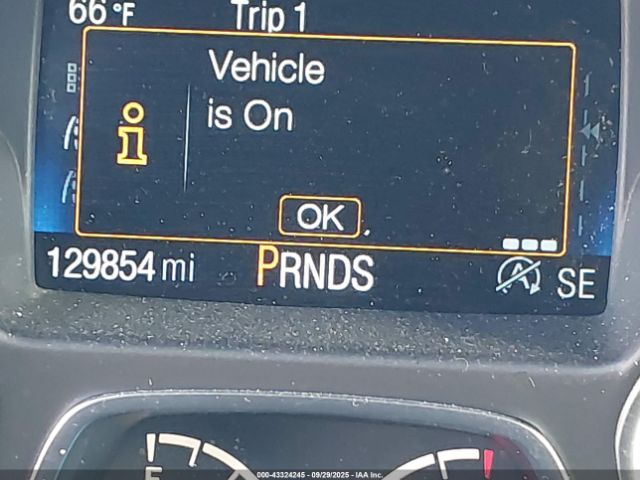 66°F Trip 1
Vehicle
is On
OK
129854 mi PRNDS A SE
000-43324245 - 09/29/2025 - IAA Inc.